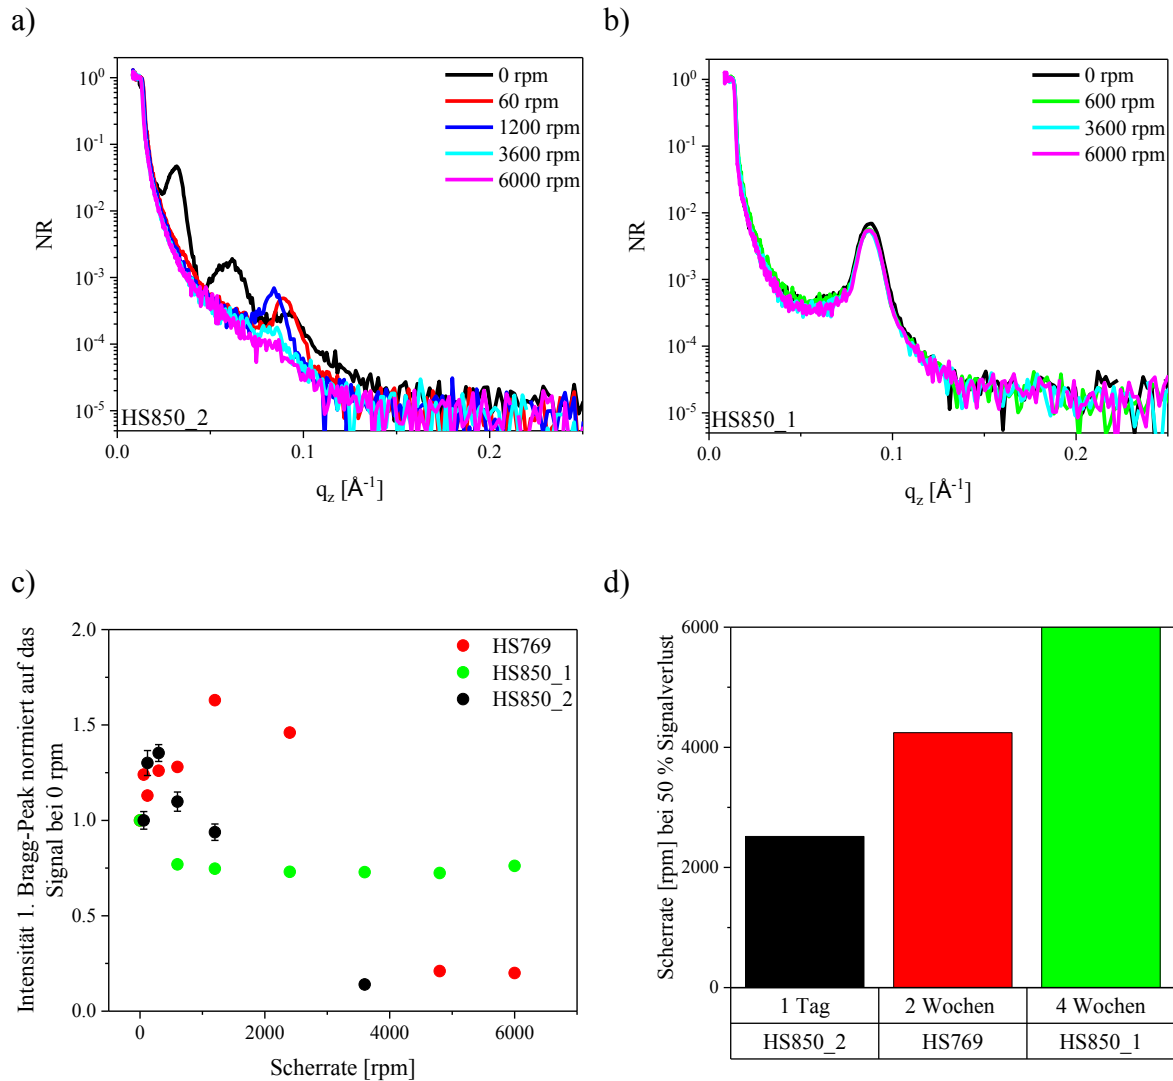 a)
10⁰
10⁻¹
10⁻²
10⁻³
10⁻⁴
10⁻⁵
NR
0 rpm
60 rpm
1200 rpm
3600 rpm
6000 rpm
HS850_2
0.0
0.1
0.2
q_z [Å⁻¹]
b)
10⁰
10⁻¹
10⁻²
10⁻³
10⁻⁴
10⁻⁵
NR
0 rpm
600 rpm
3600 rpm
6000 rpm
HS850_1
0.0
0.1
0.2
q_z [Å⁻¹]
c)
Intensität 1. Bragg-Peak normiert auf das
Signal bei 0 rpm
2.0
1.5
1.0
0.5
0.0
HS769
HS850_1
HS850_2
0
2000
4000
6000
Scherrate [rpm]
d)
Scherrate [rpm] bei 50 % Signalverlust
6000
4000
2000
0
1 Tag
2 Wochen
4 Wochen
HS850_2
HS769
HS850_1